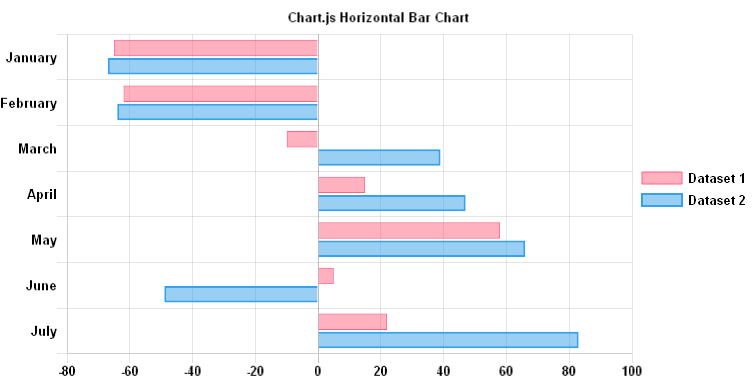 Chart.js Horizontal Bar Chart
January
February
March
April
May
June
July
Dataset 1
Dataset 2
-80 -60 -40 -20 0 20 40 60 80 100